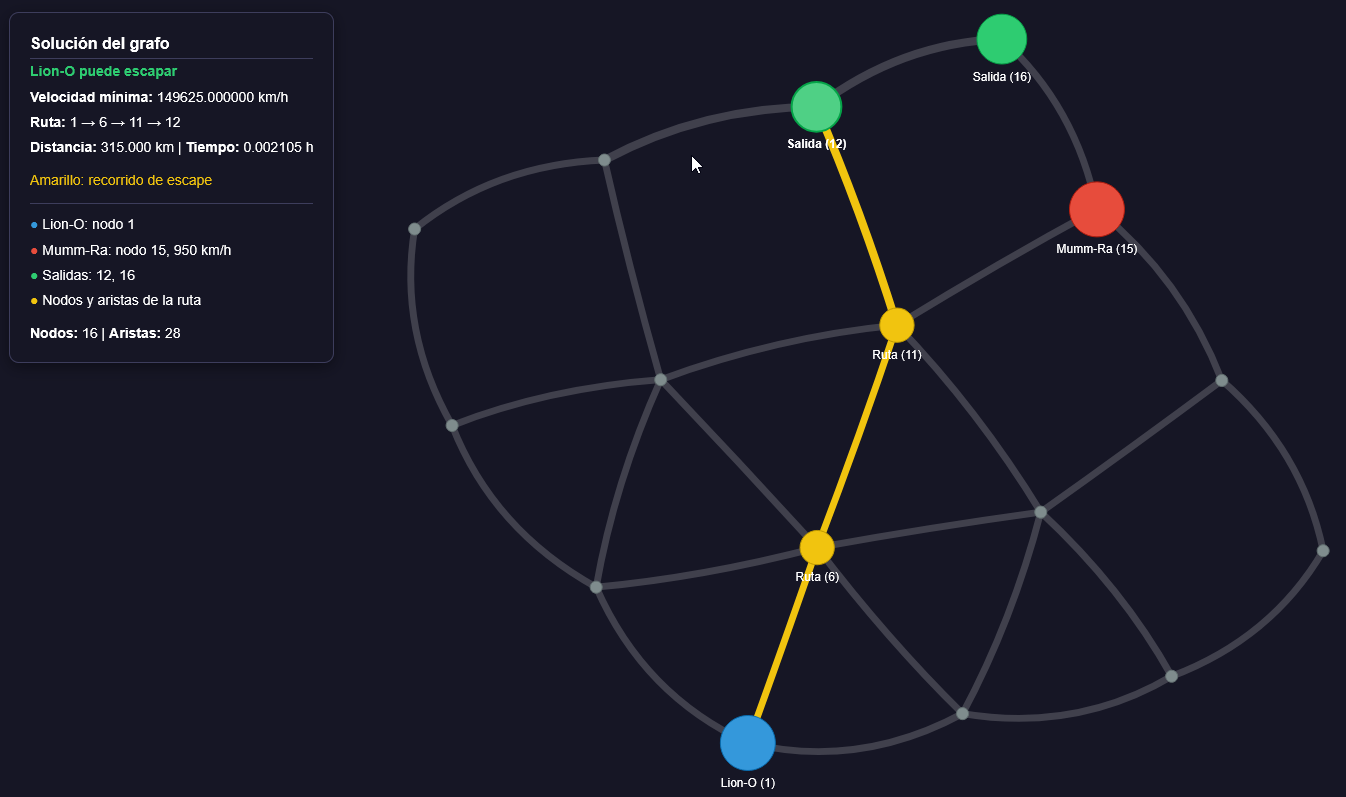 Solución del grafo
Lion-O puede escapar
Velocidad mínima: 149625.000000 km/h
Ruta: 1 → 6 → 11 → 12
Distancia: 315.000 km | Tiempo: 0.002105 h
Amarillo: recorrido de escape
● Lion-O: nodo 1
● Mumm-Ra: nodo 15, 950 km/h
● Salidas: 12, 16
● Nodos y aristas de la ruta
Nodos: 16 | Aristas: 28
Salida (16)
Salida (12)
Mumm-Ra (15)
Ruta (11)
Ruta (6)
Lion-O (1)